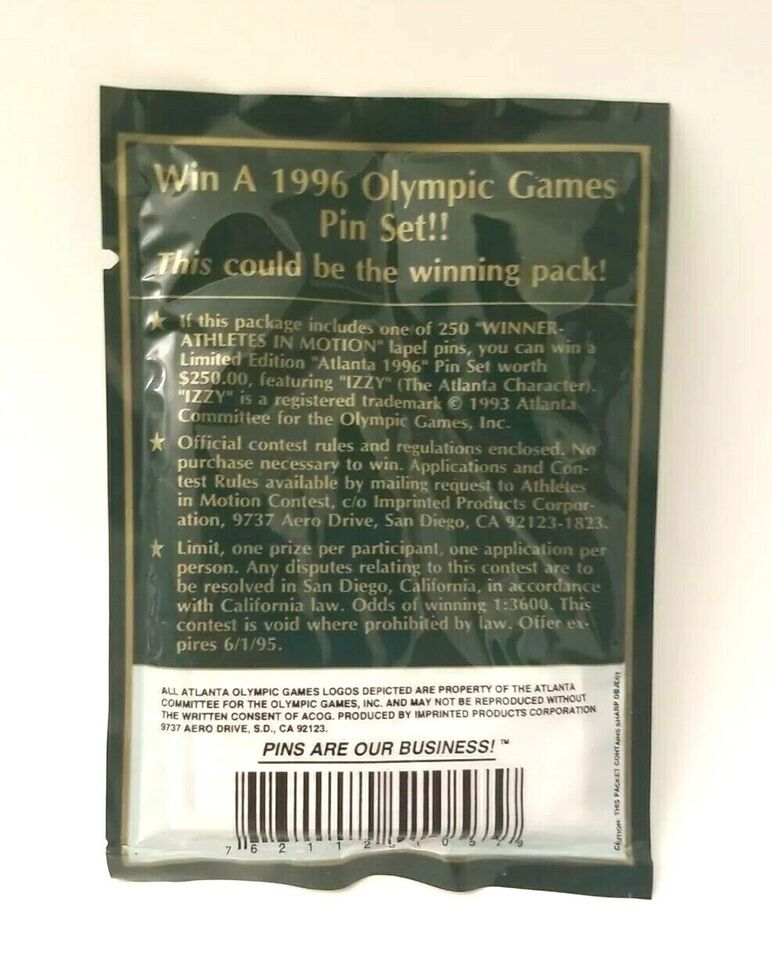 Win A 1996 Olympic Games
Pin Set!!
This could be the winning pack!
★ If this package includes one of 250 "WINNER-
ATHLETES IN MOTION" lapel pins, you can win a
Limited Edition "Atlanta 1996" Pin Set worth
$250.00, featuring "IZZY" (The Atlanta Character).
"IZZY" is a registered trademark © 1993 Atlanta
Committee for the Olympic Games, Inc.
★ Official contest rules and regulations enclosed. No
purchase necessary to win. Applications and Con-
test Rules available by mailing request to Athletes
in Motion Contest, c/o Imprinted Products Corpor-
ation, 9737 Aero Drive, San Diego, CA 92123-1823.
★ Limit, one prize per participant, one application per
person. Any disputes relating to this contest are to
be resolved in San Diego, California, in accordance
with California law. Odds of winning 1:3600. This
contest is void where prohibited by law. Offer ex-
pires 6/1/95.
ALL ATLANTA OLYMPIC GAMES LOGOS DEPICTED ARE PROPERTY OF THE ATLANTA
COMMITTEE FOR THE OLYMPIC GAMES, INC. AND MAY NOT BE REPRODUCED WITHOUT
THE WRITTEN CONSENT OF ACOG. PRODUCED BY IMPRINTED PRODUCTS CORPORATION
9737 AERO DRIVE, S.D., CA 92123.
PINS ARE OUR BUSINESS! ™
CAUTION: THIS PACKET CONTAINS SHARP OBJECT